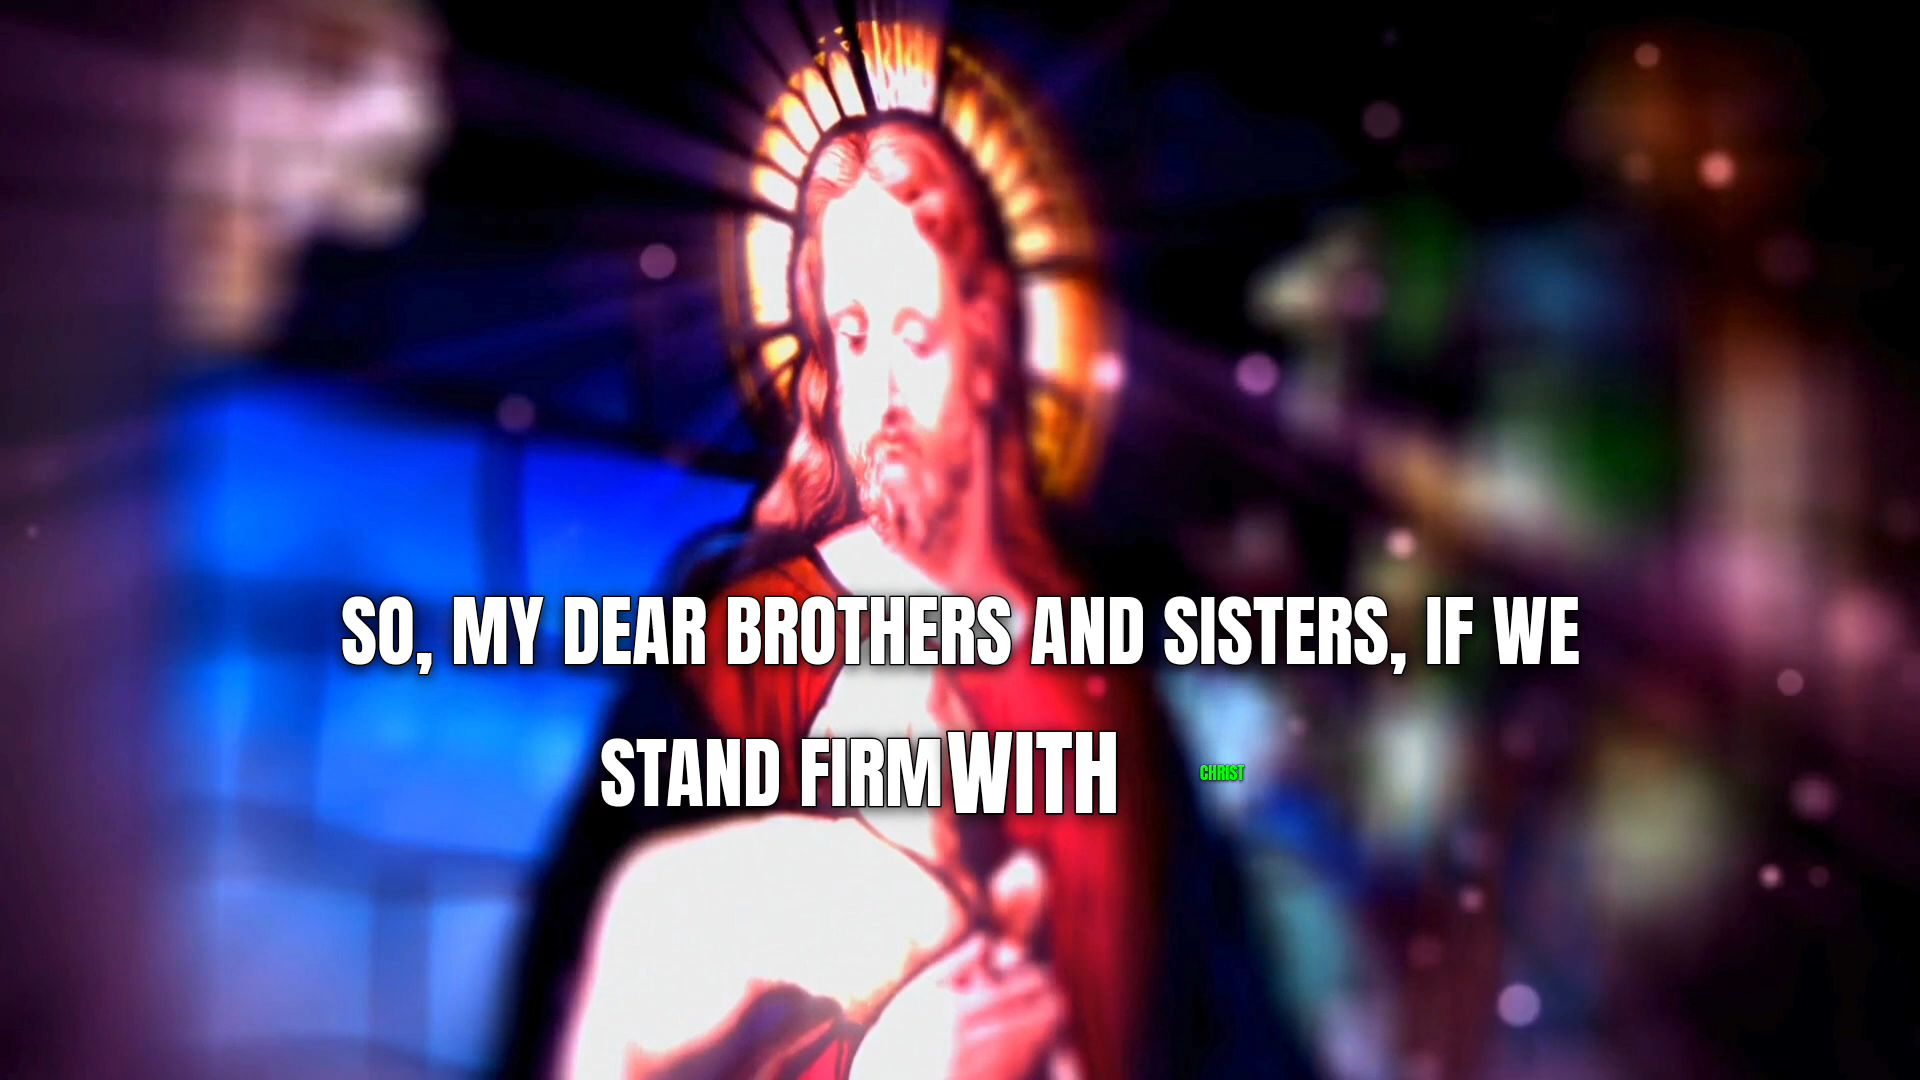 SO, MY DEAR BROTHERS AND SISTERS, IF WE
STAND FIRM WITH CHRIST